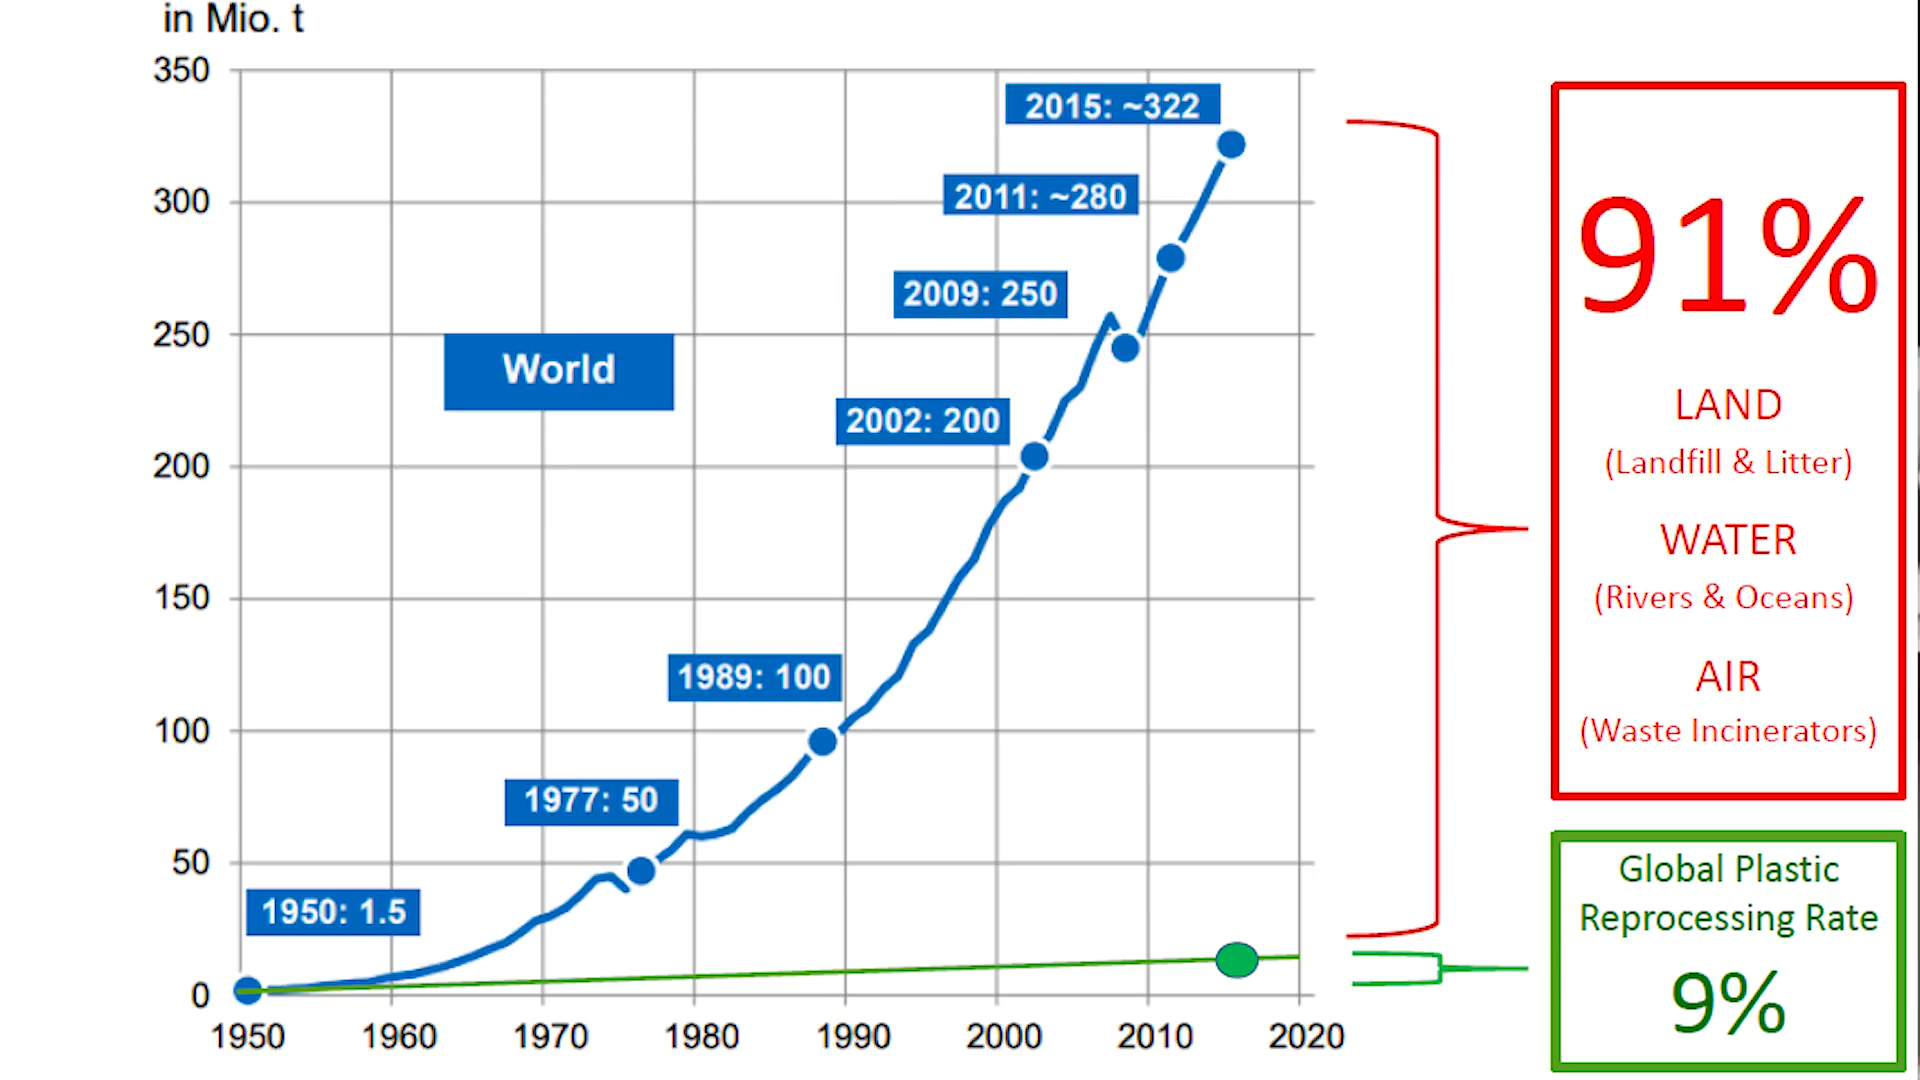 in Mio. t
350
300
250
200
150
100
50
0
1950
1960
1970
1980
1990
2000
2010
2020
World
1950: 1.5
1977: 50
1989: 100
2002: 200
2009: 250
2011: ~280
2015: ~322
91%
LAND
(Landfill & Litter)
WATER
(Rivers & Oceans)
AIR
(Waste Incinerators)
Global Plastic
Reprocessing Rate
9%